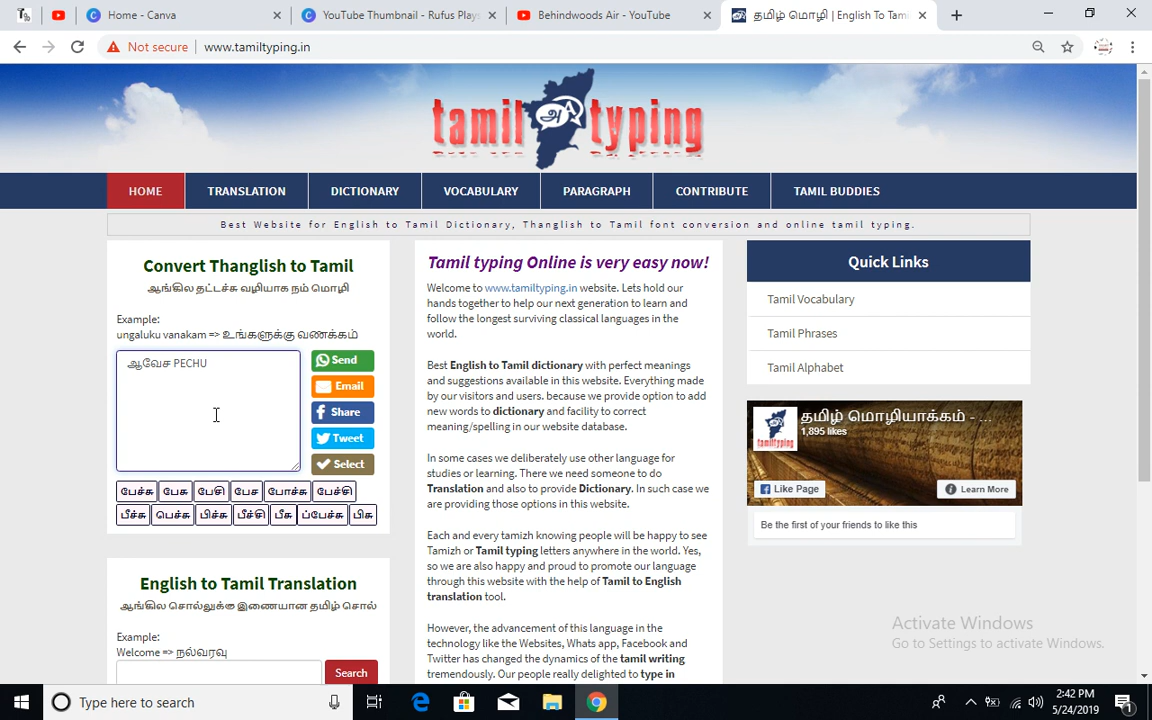 Home - Canva
YouTube Thumbnail - Rufus Plays
Behindwoods Air - YouTube
தமிழ் மொழி | English To Tamil
Not secure | www.tamiltyping.in
tamil typing
HOME
TRANSLATION
DICTIONARY
VOCABULARY
PARAGRAPH
CONTRIBUTE
TAMIL BUDDIES
Best Website for English to Tamil Dictionary, Thanglish to Tamil font conversion and online tamil typing.
Convert Thanglish to Tamil
ஆங்கில தட்டச்சு வழியாக நம் மொழி
Example:
ungaluku vanakam => உங்களுக்கு வணக்கம்
ஆவேச PECHU
Send
Email
Share
Tweet
Select
பேச்சு பேசு பேசி பேச போச்சு பேச்சி
பீச்சு பெச்சு பிச்சு பீச்சி பீசு ப்பேச்சு பிசு
English to Tamil Translation
ஆங்கில சொல்லுக்கு இணையான தமிழ் சொல்
Example:
Welcome => நல்வரவு
Search
Tamil typing Online is very easy now!
Welcome to www.tamiltyping.in website. Lets hold our
hands together to help our next generation to learn and
follow the longest surviving classical languages in the
world.
Best English to Tamil dictionary with perfect meanings
and suggestions available in this website. Everything made
by our visitors and users. because we provide option to add
new words to dictionary and facility to correct
meaning/spelling in our website database.
In some cases we deliberately use other language for
studies or learning. There we need someone to do
Translation and also to provide Dictionary. In such case we
are providing those options in this website.
Each and every tamizh knowing people will be happy to see
Tamizh or Tamil typing letters anywhere in the world. Yes,
so we are also happy and proud to promote our language
through this website with the help of Tamil to English
translation tool.
However, the advancement of this language in the
technology like the Websites, Whats app, Facebook and
Twitter has changed the dynamics of the tamil writing
tremendously. Our people really delighted to type in
Quick Links
Tamil Vocabulary
Tamil Phrases
Tamil Alphabet
தமிழ் மொழியாக்கம் - ...
1,895 likes
tamiltyping
Like Page
Learn More
Be the first of your friends to like this
Activate Windows
Go to Settings to activate Windows.
Type here to search
2:42 PM
5/24/2019
1